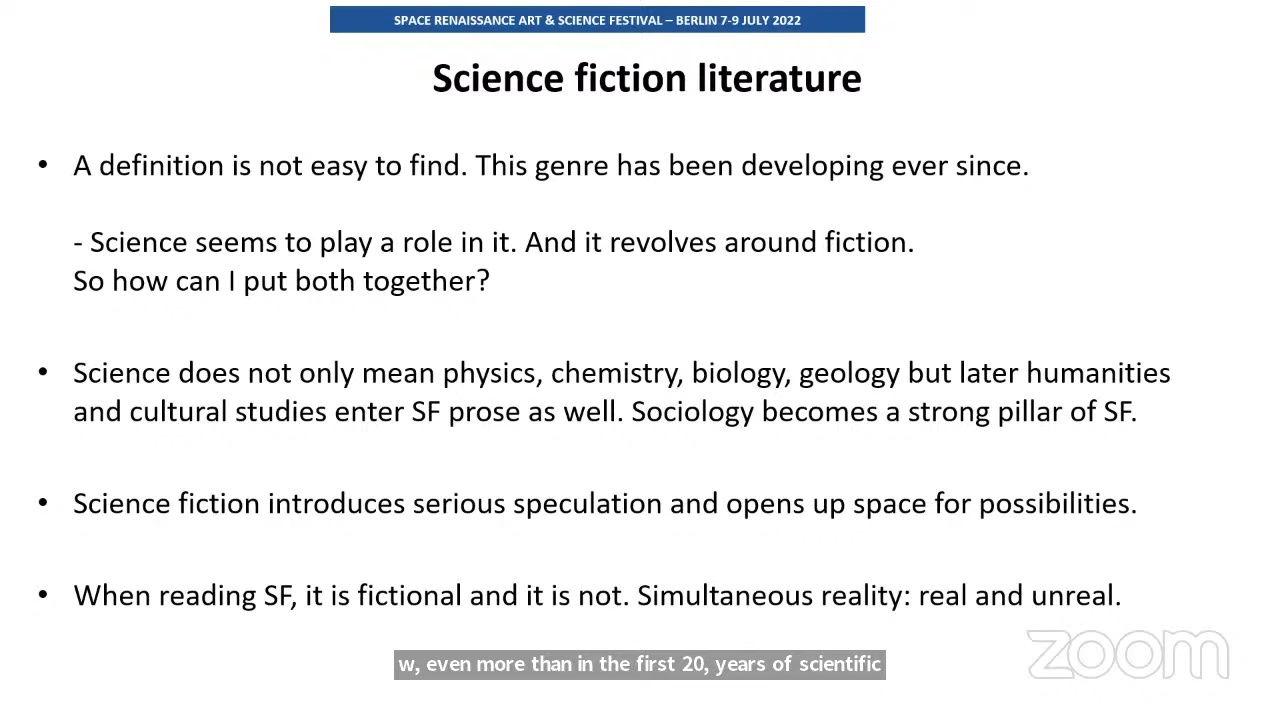 SPACE RENAISSANCE ART & SCIENCE FESTIVAL – BERLIN 7-9 JULY 2022
Science fiction literature
• A definition is not easy to find. This genre has been developing ever since.
- Science seems to play a role in it. And it revolves around fiction.
So how can I put both together?
• Science does not only mean physics, chemistry, biology, geology but later humanities
and cultural studies enter SF prose as well. Sociology becomes a strong pillar of SF.
• Science fiction introduces serious speculation and opens up space for possibilities.
• When reading SF, it is fictional and it is not. Simultaneous reality: real and unreal.
w, even more than in the first 20, years of scientific
zoom